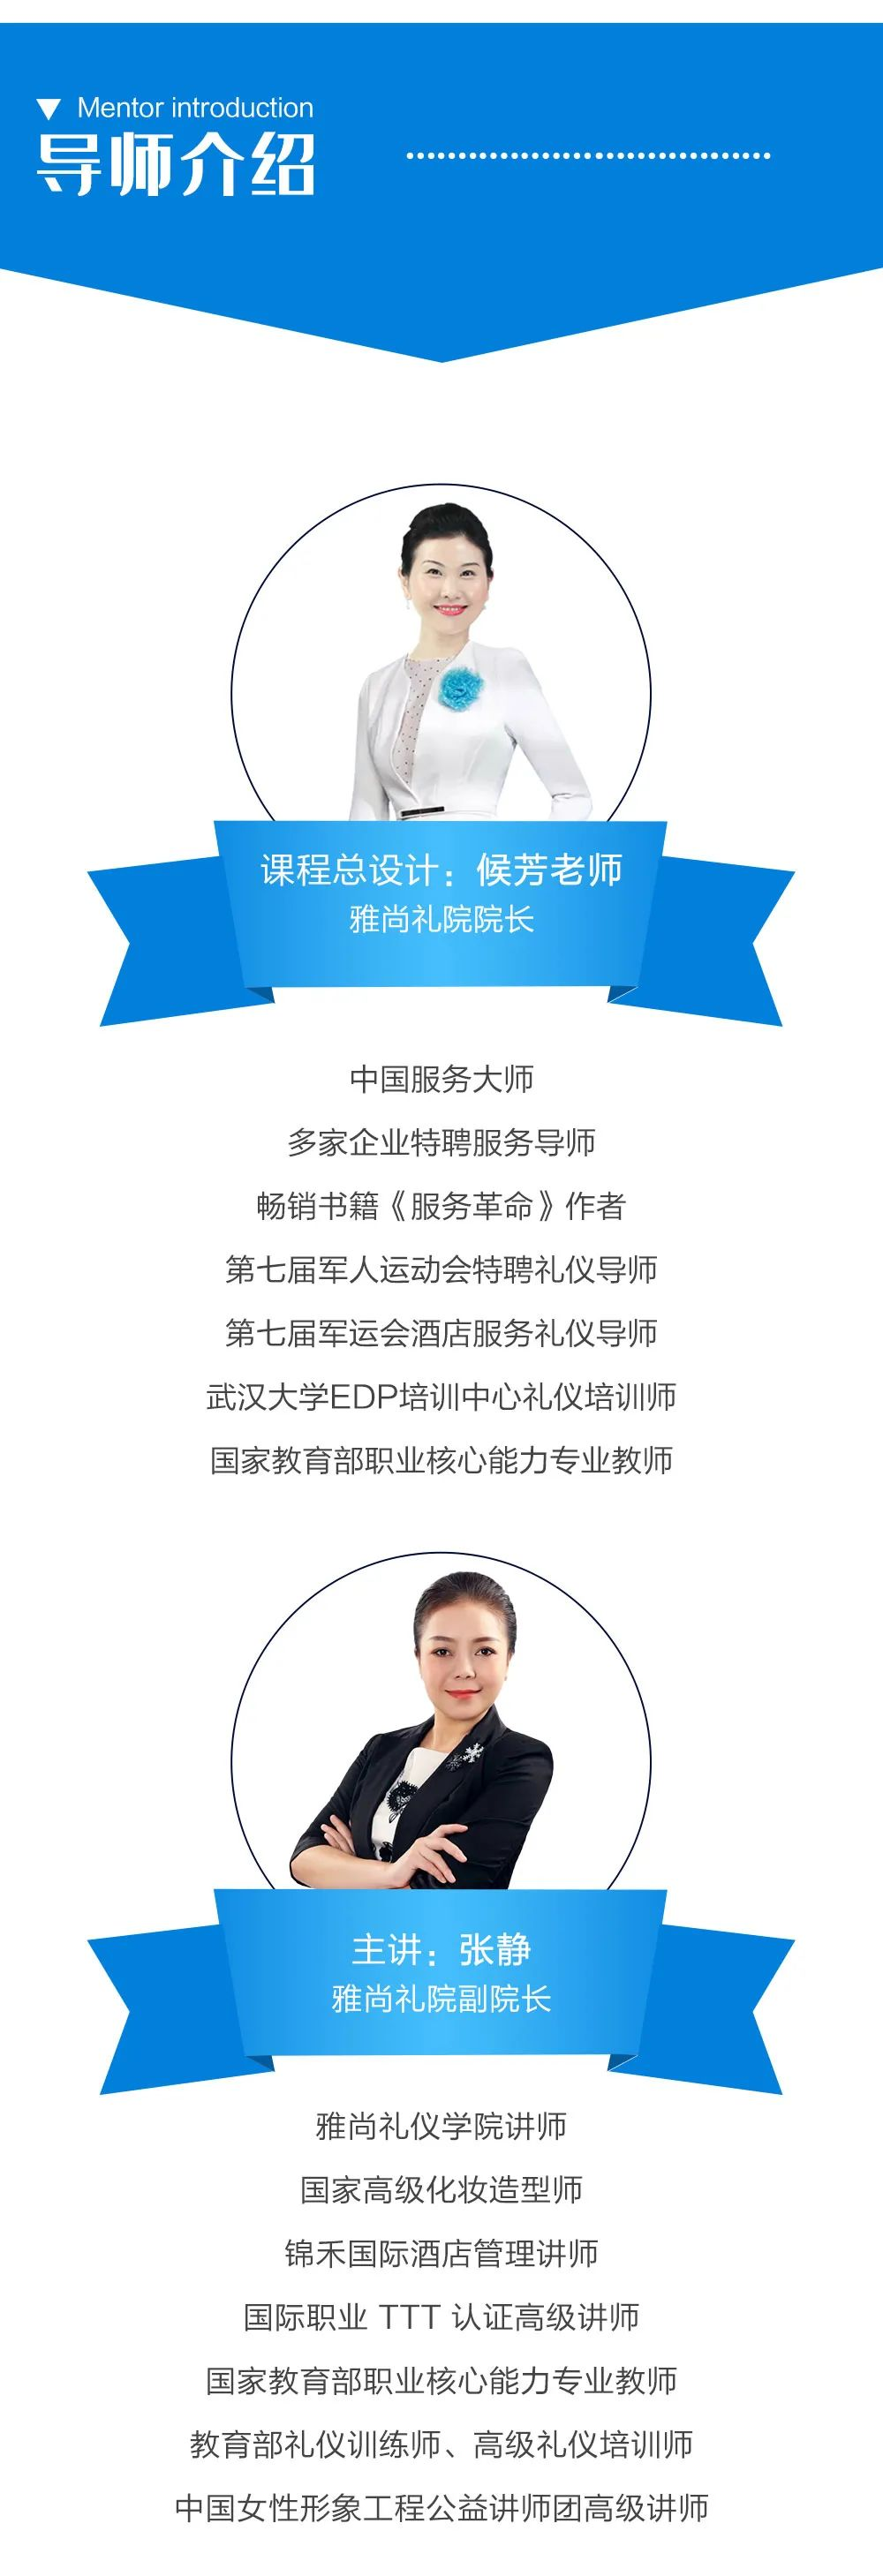 Mentor introduction
导师介绍
课程总设计：候芳老师
雅尚礼院院长
中国服务大师
多家企业特聘服务导师
畅销书籍《服务革命》作者
第七届军人运动会特聘礼仪导师
第七届军运会酒店服务礼仪导师
武汉大学EDP培训中心礼仪培训师
国家教育部职业核心能力专业教师
主讲：张静
雅尚礼院副院长
雅尚礼仪学院讲师
国家高级化妆造型师
锦禾国际酒店管理讲师
国际职业 TTT 认证高级讲师
国家教育部职业核心能力专业教师
教育部礼仪训练师、高级礼仪培训师
中国女性形象工程公益讲师团高级讲师